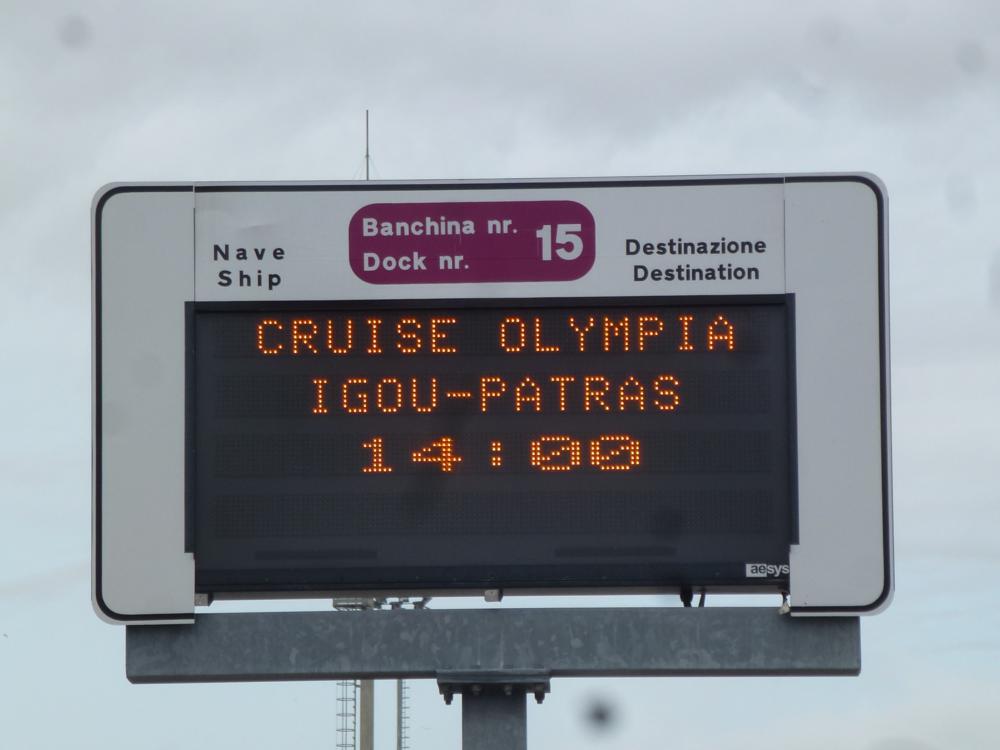 Banchina nr.
Dock nr.
15
Nave
Ship
Destinazione
Destination
CRUISE OLYMPIA
IGOU-PATRAS
14:00
aesys